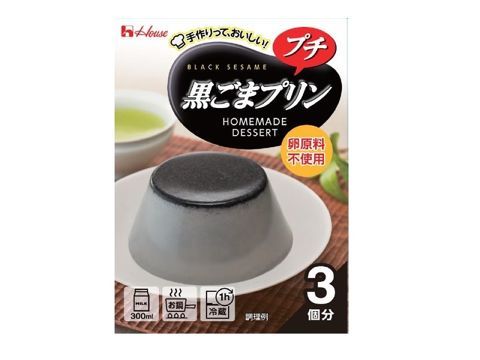 House
手作りって、おいしい!
プチ
BLACK SESAME
黒ごまプリン
HOMEMADE
DESSERT
卵原料
不使用
MILK
300ml
お鍋
1h
冷蔵
調理例
3
個分